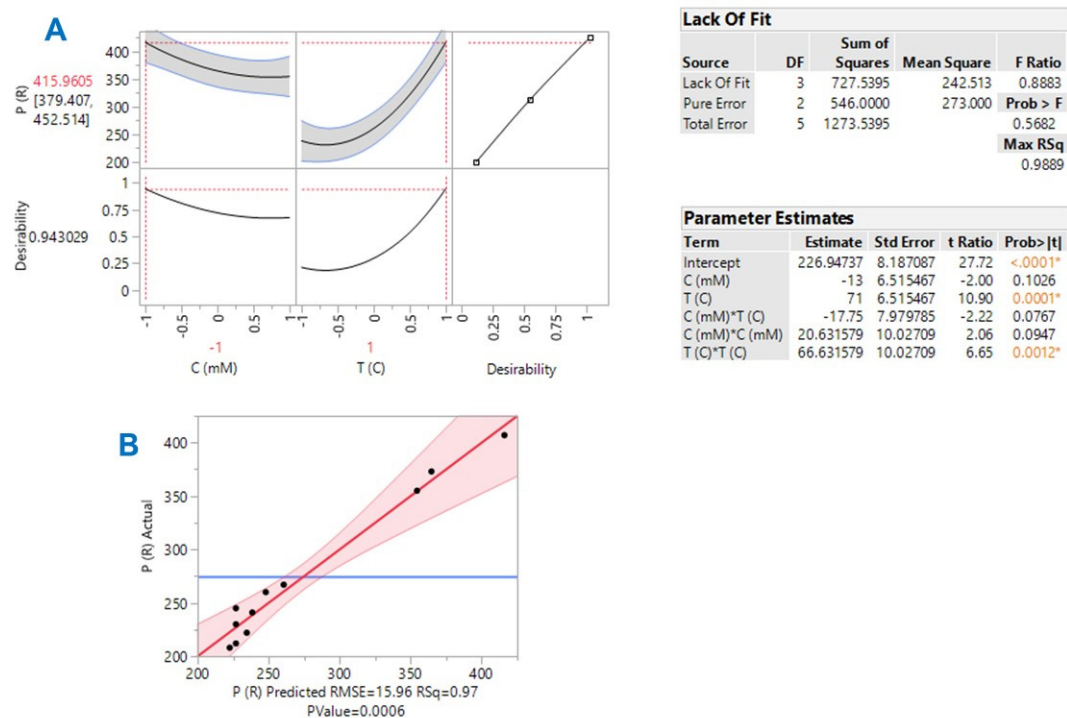 A
P (R)
415.9605
[379.407,
452.514]
400
350
300
250
200
Desirability
0.943029
1
0.75
0.5
0.25
0
-1 -0.5 0 0.5 1
-1 -0.5 0 0.5 1
0 0.25 0.5 0.75 1
-1
1
C (mM)
T (C)
Desirability
Lack Of Fit
Source DF Sum of Squares Mean Square F Ratio
Lack Of Fit 3 727.5395 242.513 0.8883
Pure Error 2 546.0000 273.000 Prob > F
Total Error 5 1273.5395 0.5682
Max RSq
0.9889
Parameter Estimates
Term Estimate Std Error t Ratio Prob>|t|
Intercept 226.94737 8.187087 27.72 <.0001*
C (mM) -13 6.515467 -2.00 0.1026
T (C) 71 6.515467 10.90 0.0001*
C (mM)*T (C) -17.75 7.979785 -2.22 0.0767
C (mM)*C (mM) 20.631579 10.02709 2.06 0.0947
T (C)*T (C) 66.631579 10.02709 6.65 0.0012*
B
P (R) Actual
400
350
300
250
200
200 250 300 350 400
P (R) Predicted RMSE=15.96 RSq=0.97
PValue=0.0006